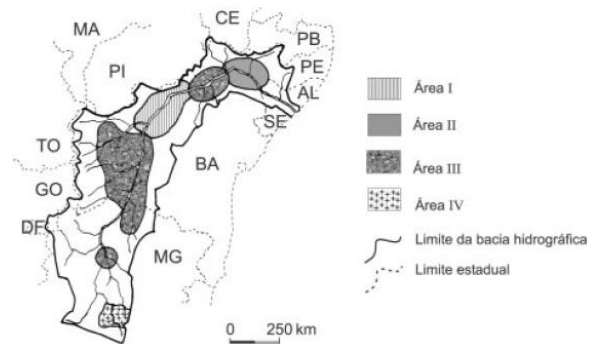 CE
MA
PB
PI
PE
AL
SE
TO
BA
GO
DF
MG
0 250 km
Área I
Área II
Área III
Área IV
Limite da bacia hidrográfica
Limite estadual